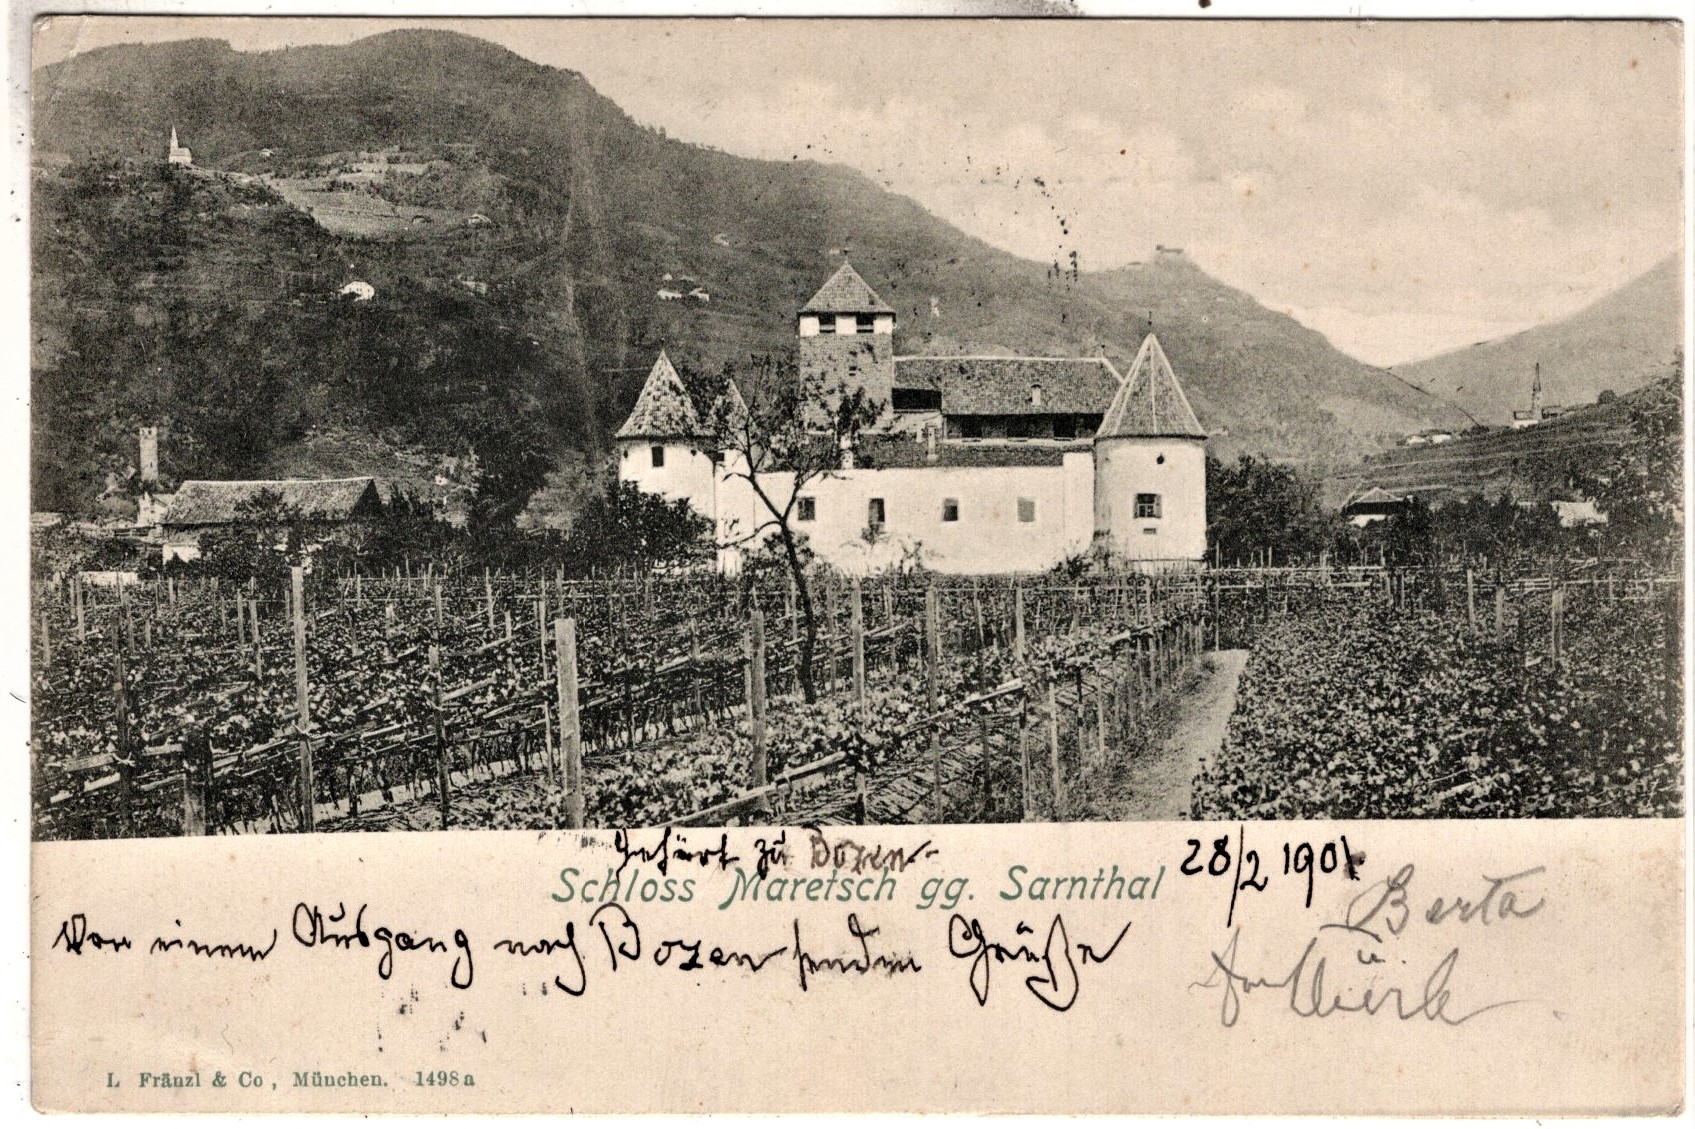 Gehört zu Bozen
28/2 1901.
Schloss Maretsch gg. Sarnthal
Von einem Ausgang nach Bozen senden Grüße
Berta
u.
L Fränzl & Co, München. 1498a